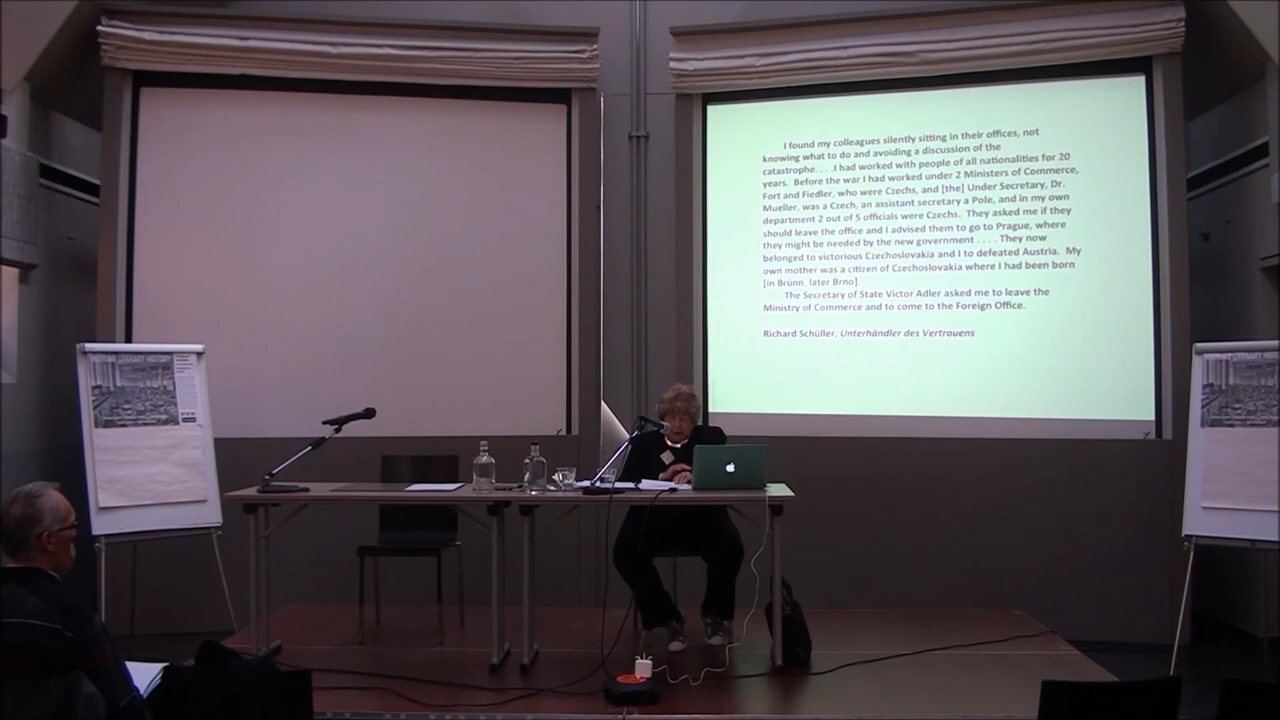 I found my colleagues silently sitting in their offices, not
knowing what to do and avoiding a discussion of the
catastrophe. . . .I had worked with people of all nationalities for 20
years.  Before the war I had worked under 2 Ministers of Commerce,
Fort and Fiedler, who were Czechs, and [the] Under Secretary, Dr.
Mueller, was a Czech, an assistant secretary a Pole, and in my own
department 2 out of 5 officials were Czechs.  They asked me if they
should leave the office and I advised them to go to Prague, where
they might be needed by the new government . . . . They now
belonged to victorious Czechoslovakia and I to defeated Austria.  My
own mother was a citizen of Czechoslovakia where I had been born
[in Brünn, later Brno]
The Secretary of State Victor Adler asked me to leave the
Ministry of Commerce and to come to the Foreign Office.
Richard Schüller, Unterhändler des Vertrauens
LITERARY
LITERARY